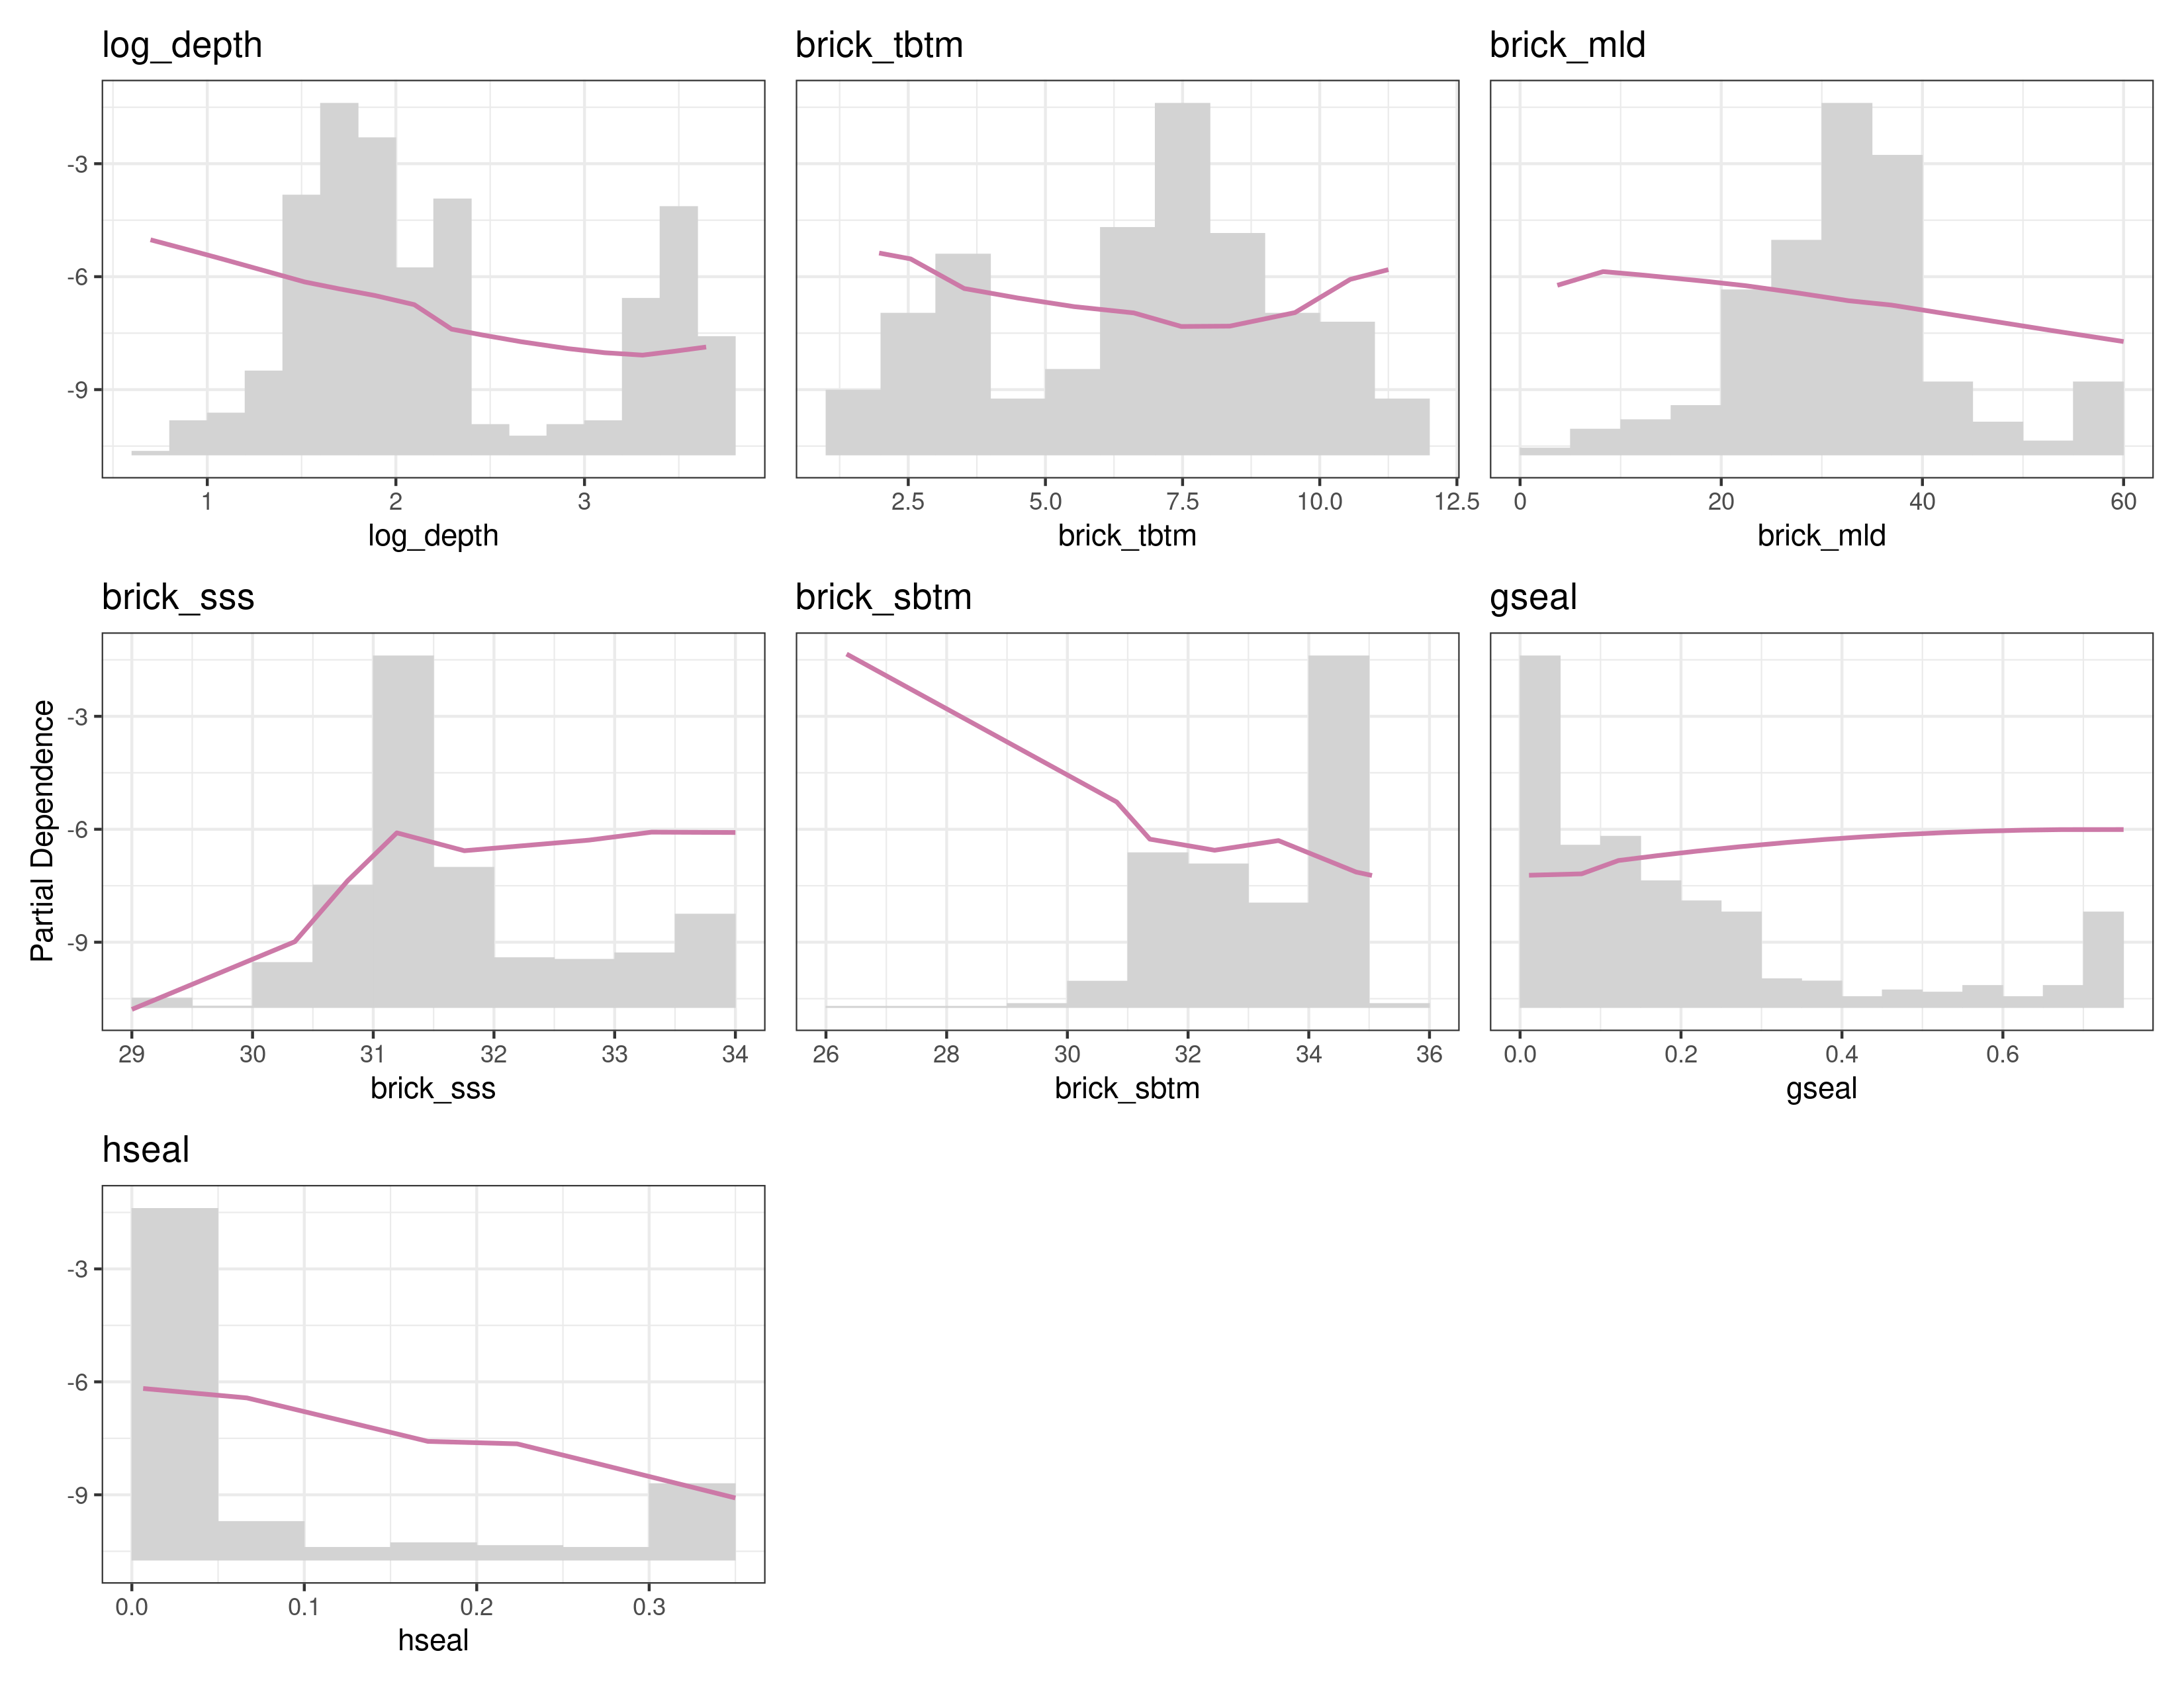 log_depth
brick_tbtm
brick_mld
-3
-6
-9
1 2 3
2.5 5.0 7.5 10.0 12.5
0 20 40 60
log_depth
brick_tbtm
brick_mld
brick_sss
brick_sbtm
gseal
Partial Dependence
-3
-6
-9
29 30 31 32 33 34
26 28 30 32 34 36
0.0 0.2 0.4 0.6
brick_sss
brick_sbtm
gseal
hseal
-3
-6
-9
0.0 0.1 0.2 0.3
hseal